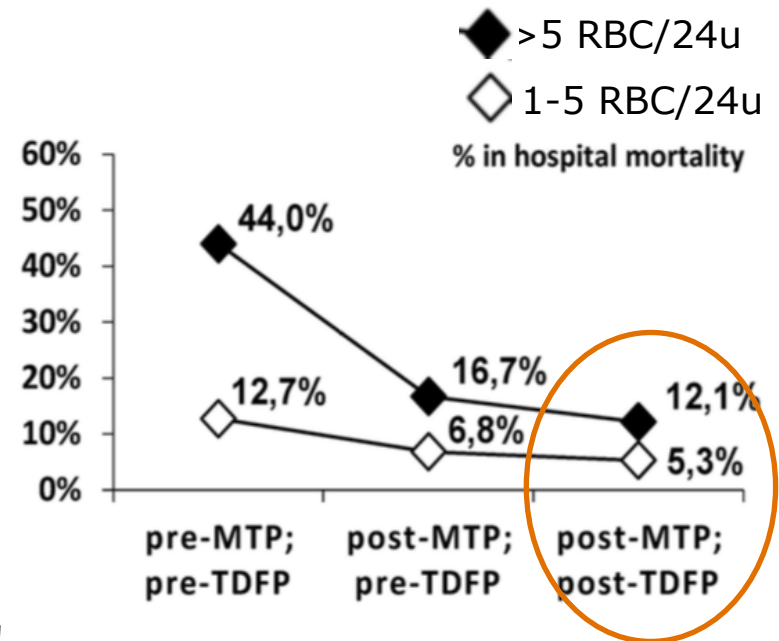 >5 RBC/24u
1-5 RBC/24u
% in hospital mortality
60%
50%
40%
30%
20%
10%
0%
44,0%
12,7%
16,7%
6,8%
12,1%
5,3%
pre-MTP; post-MTP; post-MTP;
pre-TDFP pre-TDFP post-TDFP